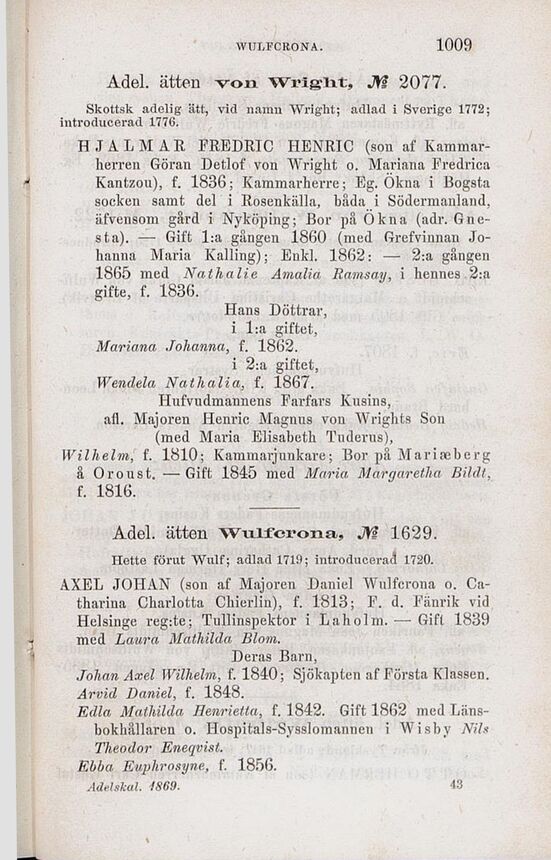 WULFCRONA. 1009
Adel. ätten von Wright, № 2077.
Skottsk adelig ätt, vid namn Wright; adlad i Sverige 1772;
introducerad 1776.
HJALMAR FREDRIC HENRIC (son af Kammar-
herren Göran Detlof von Wright o. Mariana Fredrica
Kantzou), f. 1836; Kammarherre; Eg. Ökna i Bogsta
socken samt del i Rosenkälla, båda i Södermanland,
äfvensom gård i Nyköping; Bor på Ökna (adr. Gne-
sta). — Gift 1:a gången 1860 (med Grefvinnan Jo-
hanna Maria Kalling); Enkl. 1862: — 2:a gången
1865 med Nathalie Amalia Ramsay, i hennes 2:a
gifte, f. 1836.
Hans Döttrar,
i 1:a giftet,
Mariana Johanna, f. 1862.
i 2:a giftet,
Wendela Nathalia, f. 1867.
Hufvudmannens Farfars Kusins,
afl. Majoren Henric Magnus von Wrights Son
(med Maria Elisabeth Tuderus),
Wilhelm, f. 1810; Kammarjunkare; Bor på Mariæberg
å Oroust. — Gift 1845 med Maria Margaretha Bildt,
f. 1816.
Adel. ätten Wulfcrona, № 1629.
Hette förut Wulf; adlad 1719; introducerad 1720.
AXEL JOHAN (son af Majoren Daniel Wulfcrona o. Ca-
tharina Charlotta Chierlin), f. 1813; F. d. Fänrik vid
Helsinge reg:te; Tullinspektor i Laholm. — Gift 1839
med Laura Mathilda Blom.
Deras Barn,
Johan Axel Wilhelm, f. 1840; Sjökapten af Första Klassen.
Arvid Daniel, f. 1848.
Edla Mathilda Henrietta, f. 1842. Gift 1862 med Läns-
bokhållaren o. Hospitals-Sysslomannen i Wisby Nils
Theodor Eneqvist.
Ebba Euphrosyne, f. 1856.
Adelskal. 1869. 43